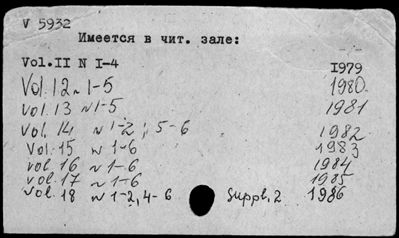 V 5932
Имеется в чит. зале:
Vol.II N I-4 I979
Vol. 12 N 1-5 1980.
vol. 13 N 1-5 1981
Vol. 14 N 1-2; 5-6 1982
Vol. 15 N 1-6 1983
vol. 16 N 1-6 1984
vol. 17 N 1-6 1985
Vol. 18 N 1-2, 4-6 Suppl. 2 1986